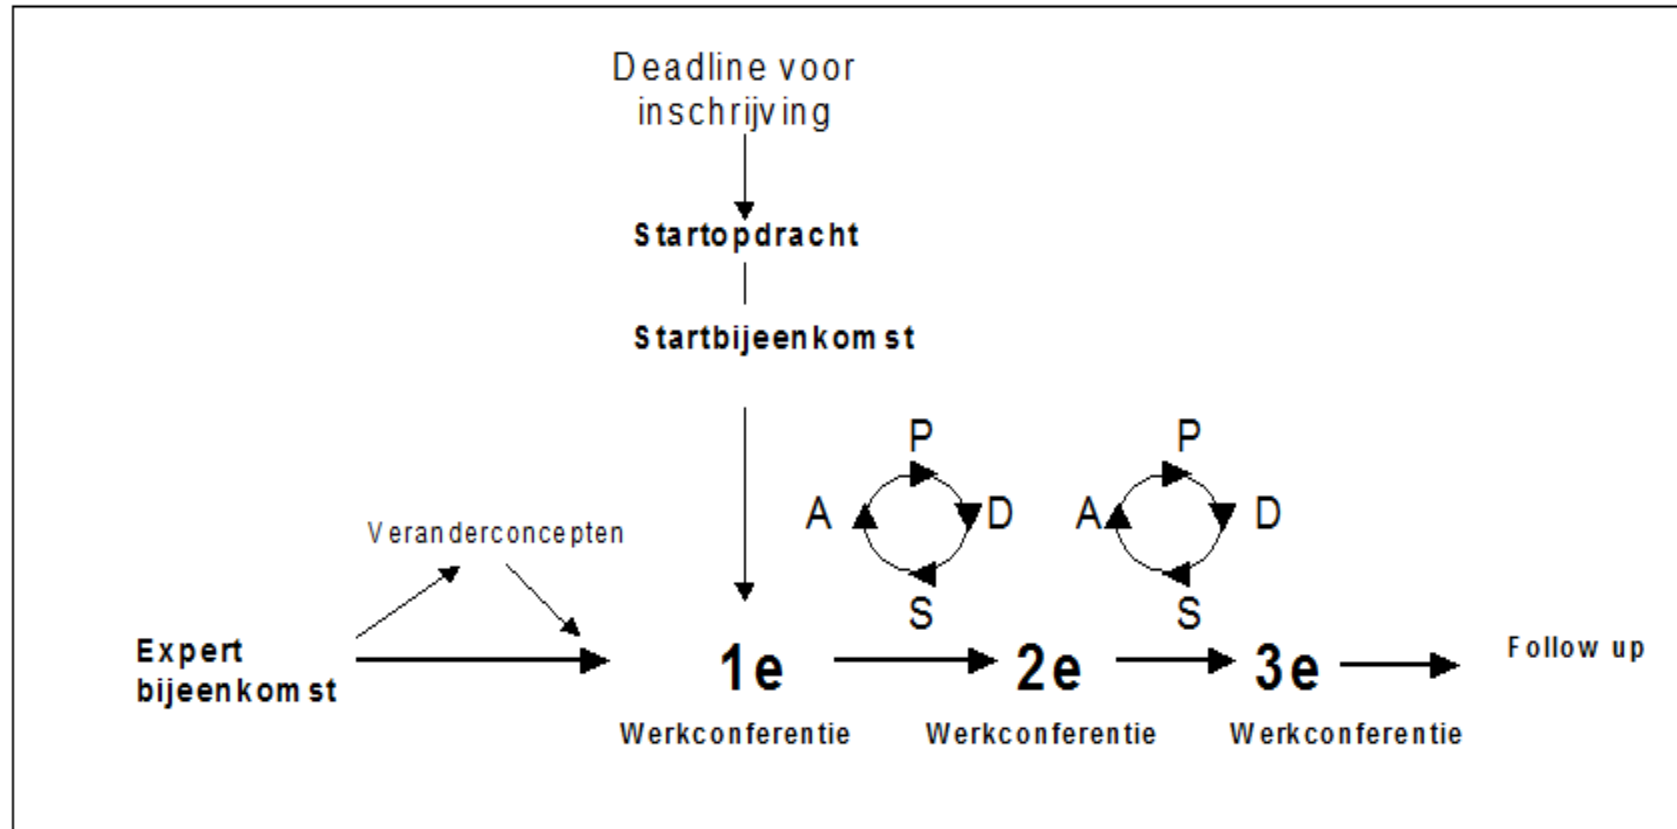 Deadline voor
inschrijving
Startopdracht
Startbijeenkomst
P
P
A
D
A
D
Veranderconcepten
S
S
Expert
bijeenkomst
1e
2e
3e
Follow up
Werkconferentie
Werkconferentie
Werkconferentie